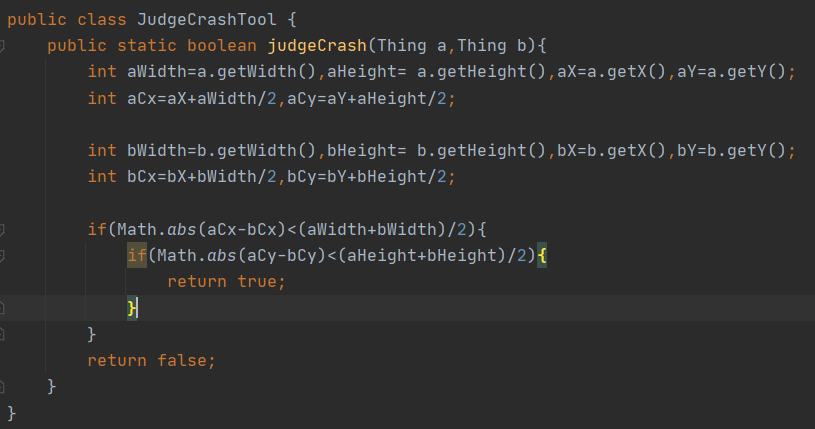 public class JudgeCrashTool {
    public static boolean judgeCrash(Thing a,Thing b){
        int aWidth=a.getWidth(),aHeight= a.getHeight(),aX=a.getX(),aY=a.getY();
        int aCx=aX+aWidth/2,aCy=aY+aHeight/2;

        int bWidth=b.getWidth(),bHeight= b.getHeight(),bX=b.getX(),bY=b.getY();
        int bCx=bX+bWidth/2,bCy=bY+bHeight/2;

        if(Math.abs(aCx-bCx)<(aWidth+bWidth)/2){
            if(Math.abs(aCy-bCy)<(aHeight+bHeight)/2){
                return true;
            }
        }
        return false;
    }
}